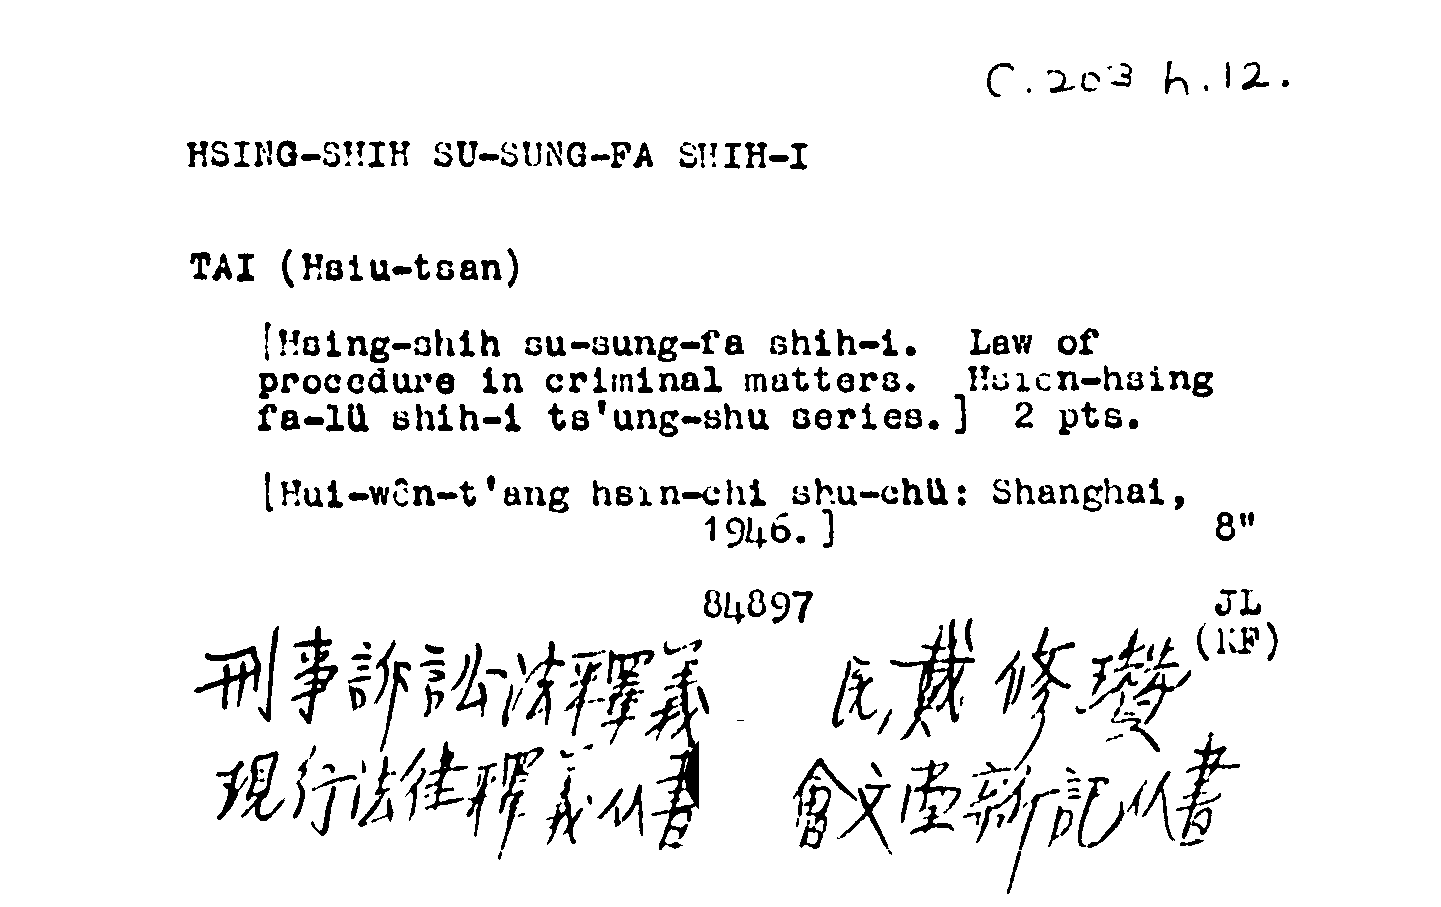 C.203 h.12.
HSING-SHIH SU-SUNG-FA SHIH-I
TAI (Hsiu-tsan)
[Hsing-shih su-sung-fa shih-i. Law of
procedure in criminal matters. Hsien-hsing
fa-lü shih-i ts'ung-shu series.] 2 pts.
[Hui-wên-t'ang hsin-chi shu-chü: Shanghai,
1946.] 8"
84897 JL
(KF)
刑事訴訟法釋義 民,戴修瓚
現行法律釋義从書 會文堂新記从書